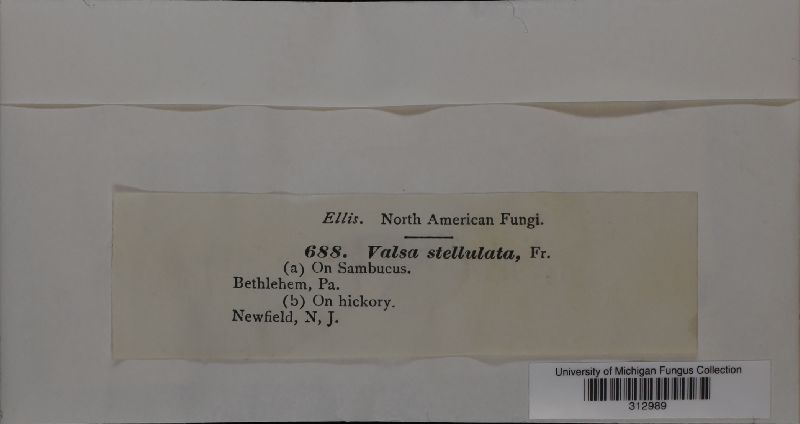 Ellis. North American Fungi.
688. Valsa stellulata, Fr.
(a) On Sambucus.
Bethlehem, Pa.
(b) On hickory.
Newfield, N, J.
University of Michigan Fungus Collection
312989